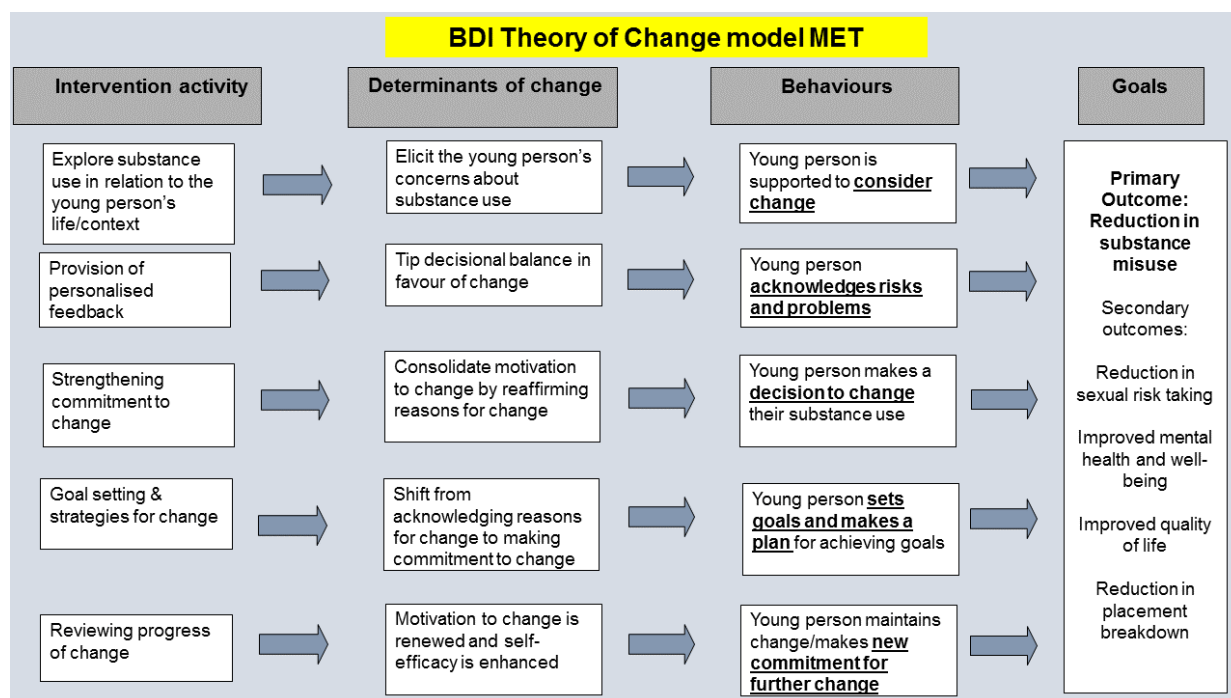 BDI Theory of Change model MET
Intervention activity
Determinants of change
Behaviours
Goals
Explore substance
use in relation to the
young person's
life/context
Elicit the young person's
concerns about
substance use
Young person is
supported to consider
change
Provision of
personalised
feedback
Tip decisional balance in
favour of change
Young person
acknowledges risks
and problems
Strengthening
commitment to
change
Consolidate motivation
to change by reaffirming
reasons for change
Young person makes a
decision to change
their substance use
Goal setting &
strategies for change
Shift from
acknowledging reasons
for change to making
commitment to change
Young person sets
goals and makes a
plan for achieving goals
Reviewing progress
of change
Motivation to change is
renewed and self-
efficacy is enhanced
Young person maintains
change/makes new
commitment for
further change
Primary
Outcome:
Reduction in
substance
misuse
Secondary
outcomes:
Reduction in
sexual risk taking
Improved mental
health and well-
being
Improved quality
of life
Reduction in
placement
breakdown